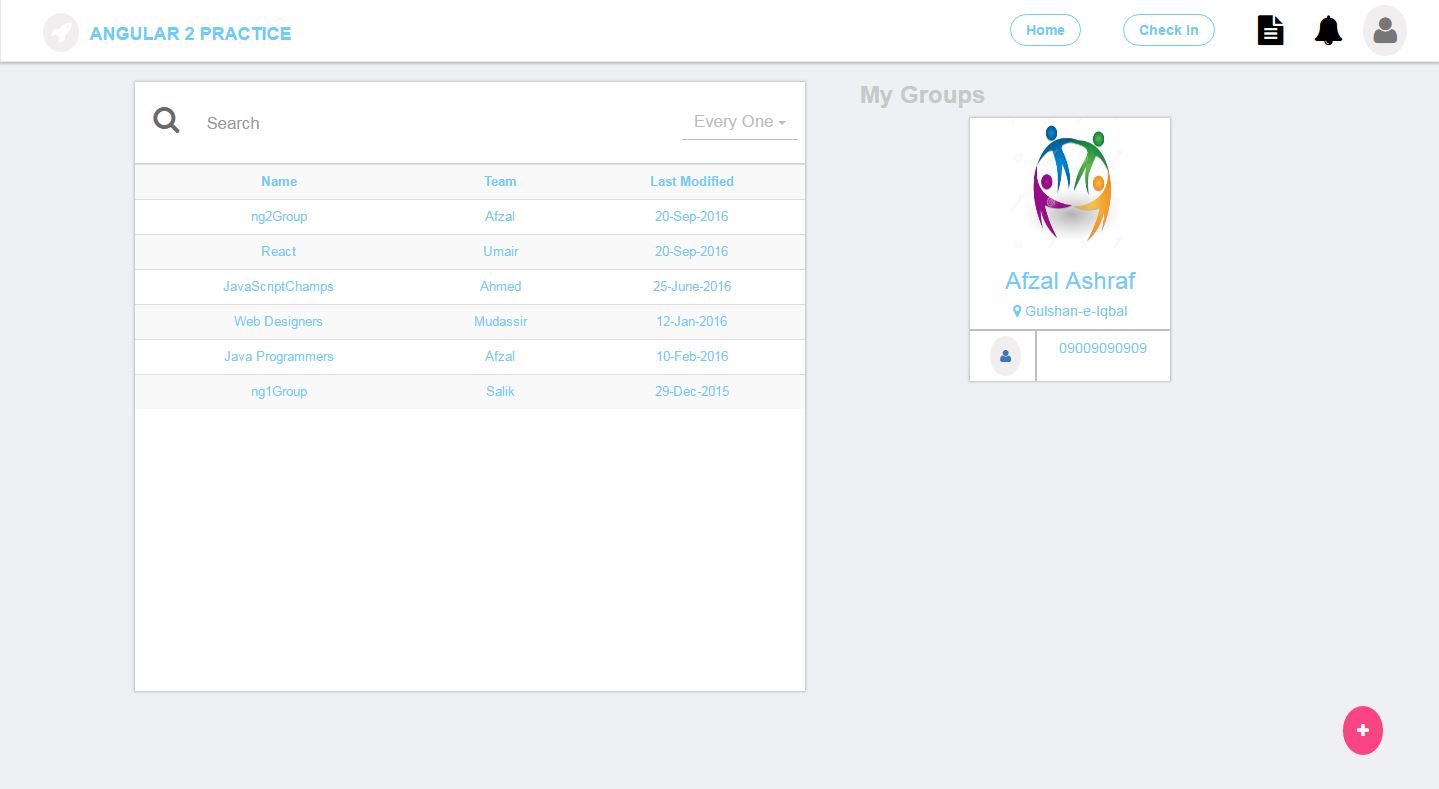 ANGULAR 2 PRACTICE
Home
Check In
Search
Every One
Name Team Last Modified
ng2Group Afzal 20-Sep-2016
React Umair 20-Sep-2016
JavaScriptChamps Ahmed 25-June-2016
Web Designers Mudassir 12-Jan-2016
Java Programmers Afzal 10-Feb-2016
ng1Group Salik 29-Dec-2015
My Groups
Afzal Ashraf
Gulshan-e-Iqbal
09009090909